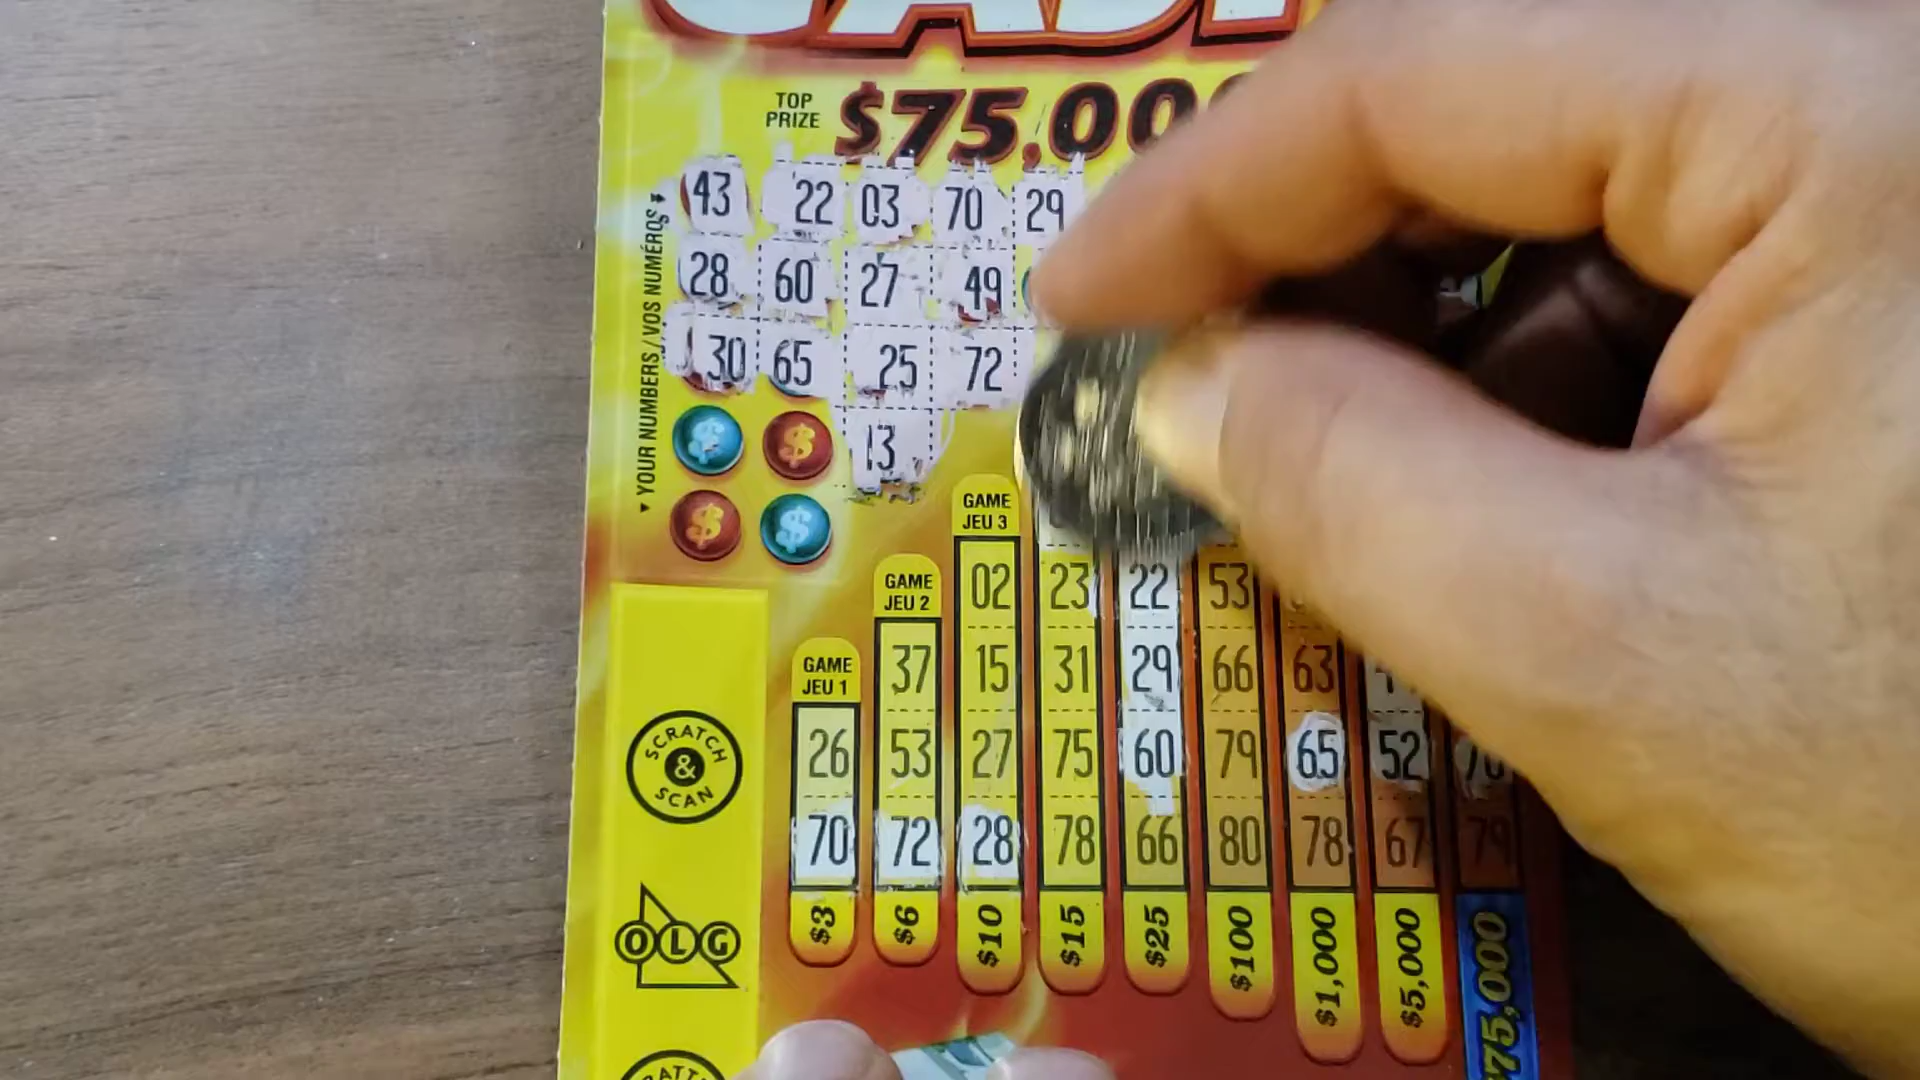 CASH
TOP
PRIZE
$75,00
43 22 03 70 29
28 60 27 49
30 65 25 72
13
YOUR NUMBERS / VOS NUMÉROS
GAME
JEU 3
GAME
JEU 2
GAME
JEU 1
02 23 22 53
37 15 31 29 66 63
26 53 27 75 60 79 65 52 70
70 72 28 78 66 80 78 67 79
$3 $6 $10 $15 $25 $100 $1,000 $5,000 $75,000
SCRATCH
&
SCAN
OLG